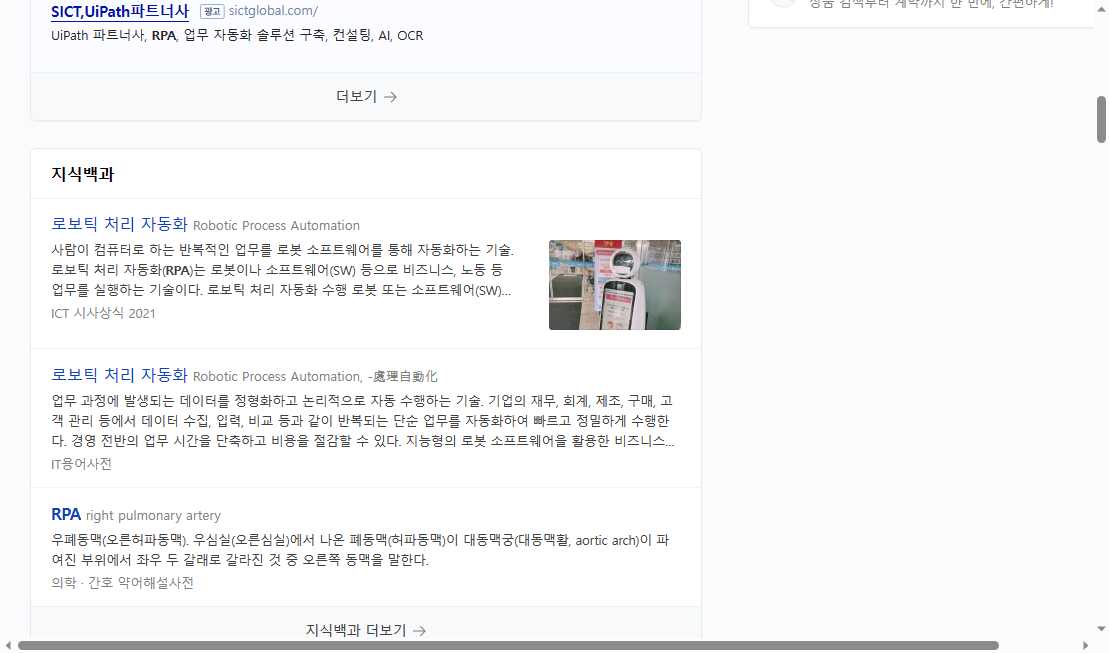 SICT,UiPath파트너사 광고 sictglobal.com/
UiPath 파트너사, RPA, 업무 자동화 솔루션 구축, 컨설팅, AI, OCR
더보기 →
상품 검색부터 계약까지 한 번에, 간편하게!
지식백과
로보틱 처리 자동화 Robotic Process Automation
사람이 컴퓨터로 하는 반복적인 업무를 로봇 소프트웨어를 통해 자동화하는 기술.
로보틱 처리 자동화(RPA)는 로봇이나 소프트웨어(SW) 등으로 비즈니스, 노동 등
업무를 실행하는 기술이다. 로보틱 처리 자동화 수행 로봇 또는 소프트웨어(SW)...
ICT 시사상식 2021
로보틱 처리 자동화 Robotic Process Automation, -處理自動化
업무 과정에 발생되는 데이터를 정형화하고 논리적으로 자동 수행하는 기술. 기업의 재무, 회계, 제조, 구매, 고
객 관리 등에서 데이터 수집, 입력, 비교 등과 같이 반복되는 단순 업무를 자동화하여 빠르고 정밀하게 수행한
다. 경영 전반의 업무 시간을 단축하고 비용을 절감할 수 있다. 지능형의 로봇 소프트웨어을 활용한 비즈니스...
IT용어사전
RPA right pulmonary artery
우폐동맥(오른허파동맥). 우심실(오른심실)에서 나온 폐동맥(허파동맥)이 대동맥궁(대동맥활, aortic arch)이 파
여진 부위에서 좌우 두 갈래로 갈라진 것 중 오른쪽 동맥을 말한다.
의학 · 간호 약어해설사전
지식백과 더보기 →